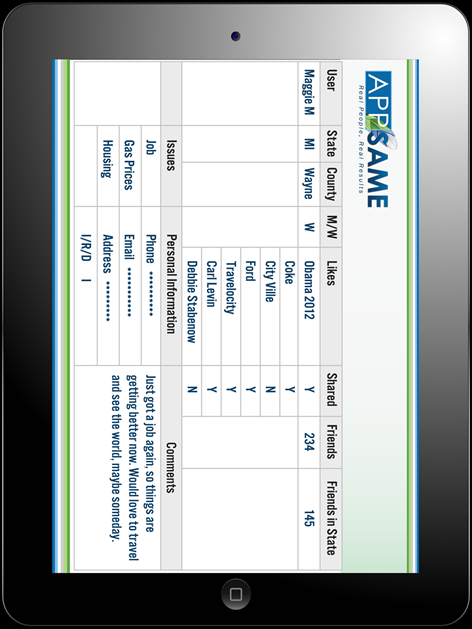 APPSAME
Real People, Real Results
User State County M/W Likes Shared Friends Friends in State
Maggie M MI Wayne W Obama 2012 Y 234 145
Coke Y
City Ville N
Ford Y
Travelocity Y
Carl Levin Y
Debbie Stabenow N
Issues Personal Information Comments
Job Phone •••••••••• Just got a job again, so things are
Gas Prices Email ••••••••••• getting better now. Would love to travel
Housing Address ••••••••• and see the world, maybe someday.
I/R/D I